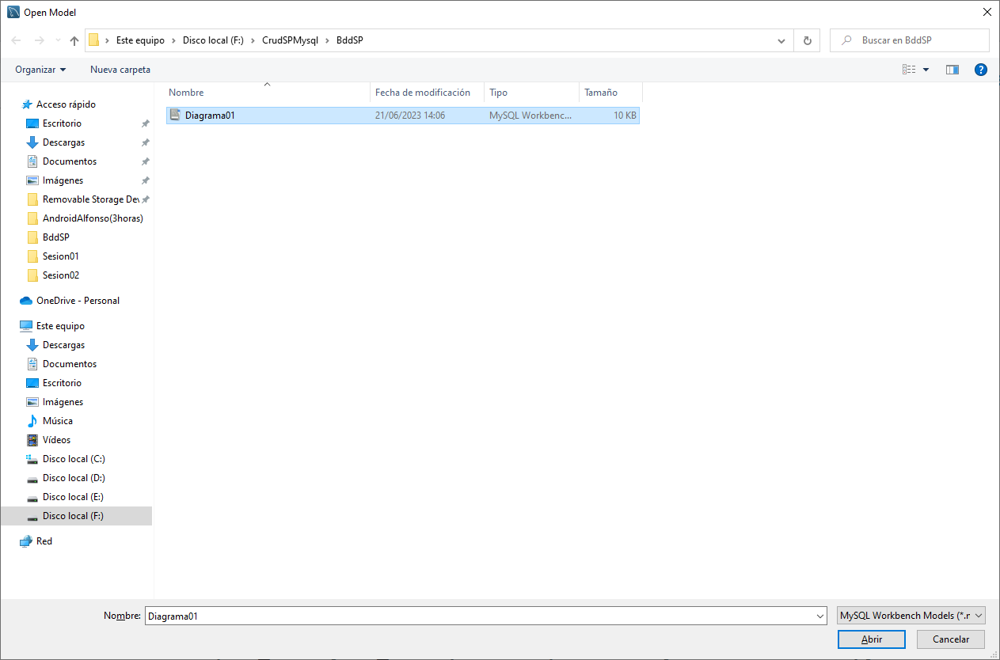 Open Model
Este equipo > Disco local (F:) > CrudSPMysql > BddSP
Buscar en BddSP
Organizar
Nueva carpeta
Nombre
Fecha de modificación
Tipo
Tamaño
Diagrama01
21/06/2023 14:06
MySQL Workbenc...
10 KB
Acceso rápido
Escritorio
Descargas
Documentos
Imágenes
Removable Storage Dev
AndroidAlfonso(3horas)
BddSP
Sesion01
Sesion02
OneDrive - Personal
Este equipo
Descargas
Documentos
Escritorio
Imágenes
Música
Vídeos
Disco local (C:)
Disco local (D:)
Disco local (E:)
Disco local (F:)
Red
Nombre:
Diagrama01
MySQL Workbench Models (*.m
Abrir
Cancelar